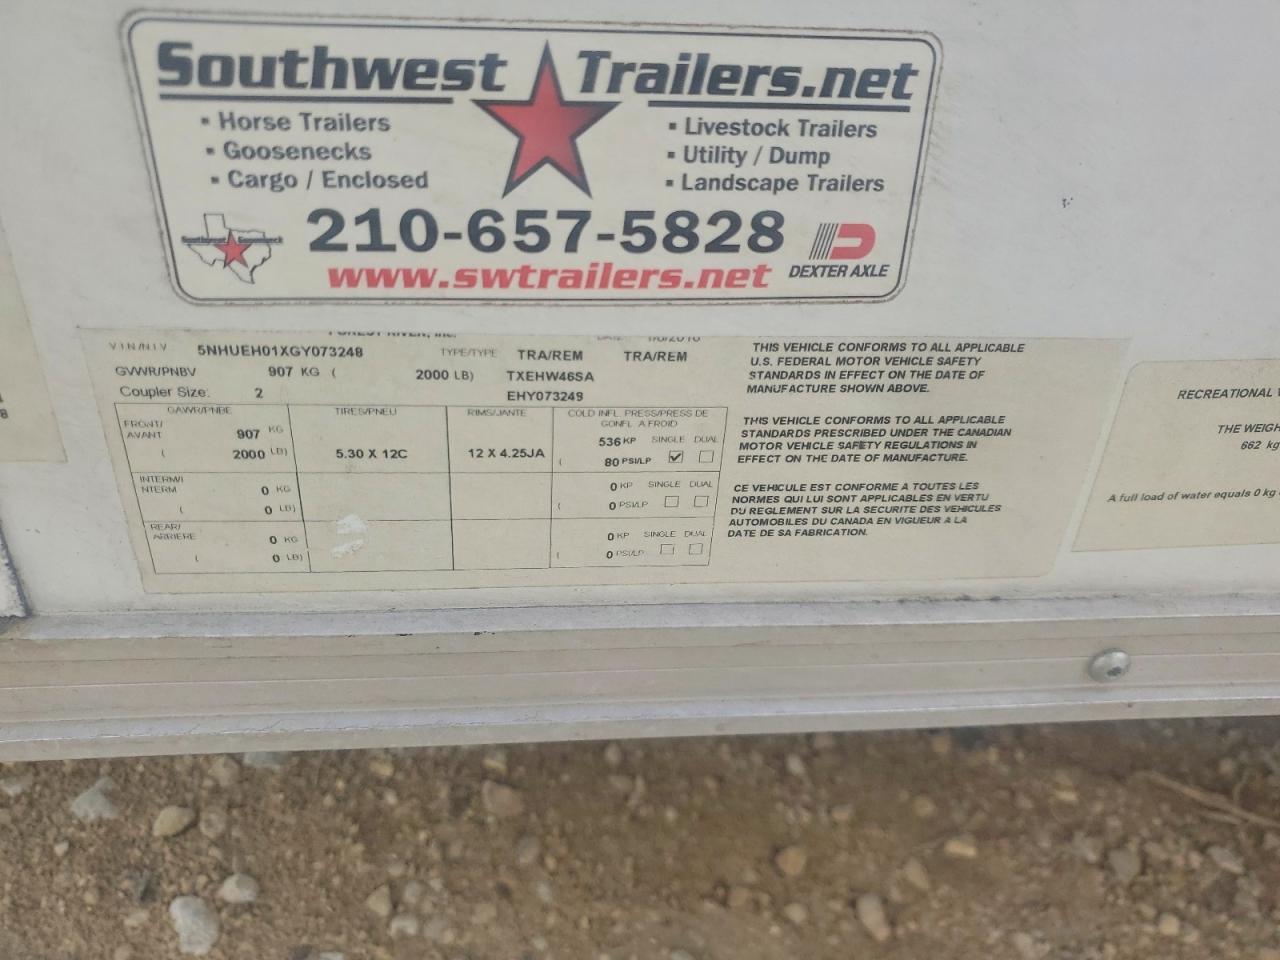 Southwest Trailers.net
▪ Horse Trailers
▪ Goosenecks
▪ Cargo / Enclosed
▪ Livestock Trailers
▪ Utility / Dump
▪ Landscape Trailers
210-657-5828
www.swtrailers.net
DEXTER AXLE
FOREST RIVER, Inc.
VIN/NIV 5NHUEH01XGY073248 TYPE/TYPE TRA/REM TRA/REM
GVWR/PNBV 907 KG ( 2000 LB) TXEHW46SA
Coupler Size: 2 EHY073249
GAWR/PNBE TIRES/PNEU RIMS/JANTE COLD INFL. PRESS/PRESS DE
GONFL A FROID
FRONT/
AVANT 907 KG
( 2000 LB) 5.30 X 12C 12 X 4.25JA
536 KP SINGLE DUAL
( 80 PSI/LP
INTERM/I
NTERM 0 KG
( 0 LB)
0 KP SINGLE DUAL
( 0 PSI/LP
REAR/
ARRIERE 0 KG
( 0 LB)
0 KP SINGLE DUAL
( 0 PSI/LP
THIS VEHICLE CONFORMS TO ALL APPLICABLE
U.S. FEDERAL MOTOR VEHICLE SAFETY
STANDARDS IN EFFECT ON THE DATE OF
MANUFACTURE SHOWN ABOVE.
THIS VEHICLE CONFORMS TO ALL APPLICABLE
STANDARDS PRESCRIBED UNDER THE CANADIAN
MOTOR VEHICLE SAFETY REGULATIONS IN
EFFECT ON THE DATE OF MANUFACTURE.
CE VEHICULE EST CONFORME A TOUTES LES
NORMES QUI LUI SONT APPLICABLES EN VERTU
DU REGLEMENT SUR LA SECURITE DES VEHICULES
AUTOMOBILES DU CANADA EN VIGUEUR A LA
DATE DE SA FABRICATION.
RECREATIONAL
THE WEIGH
662 kg
A full load of water equals 0 kg